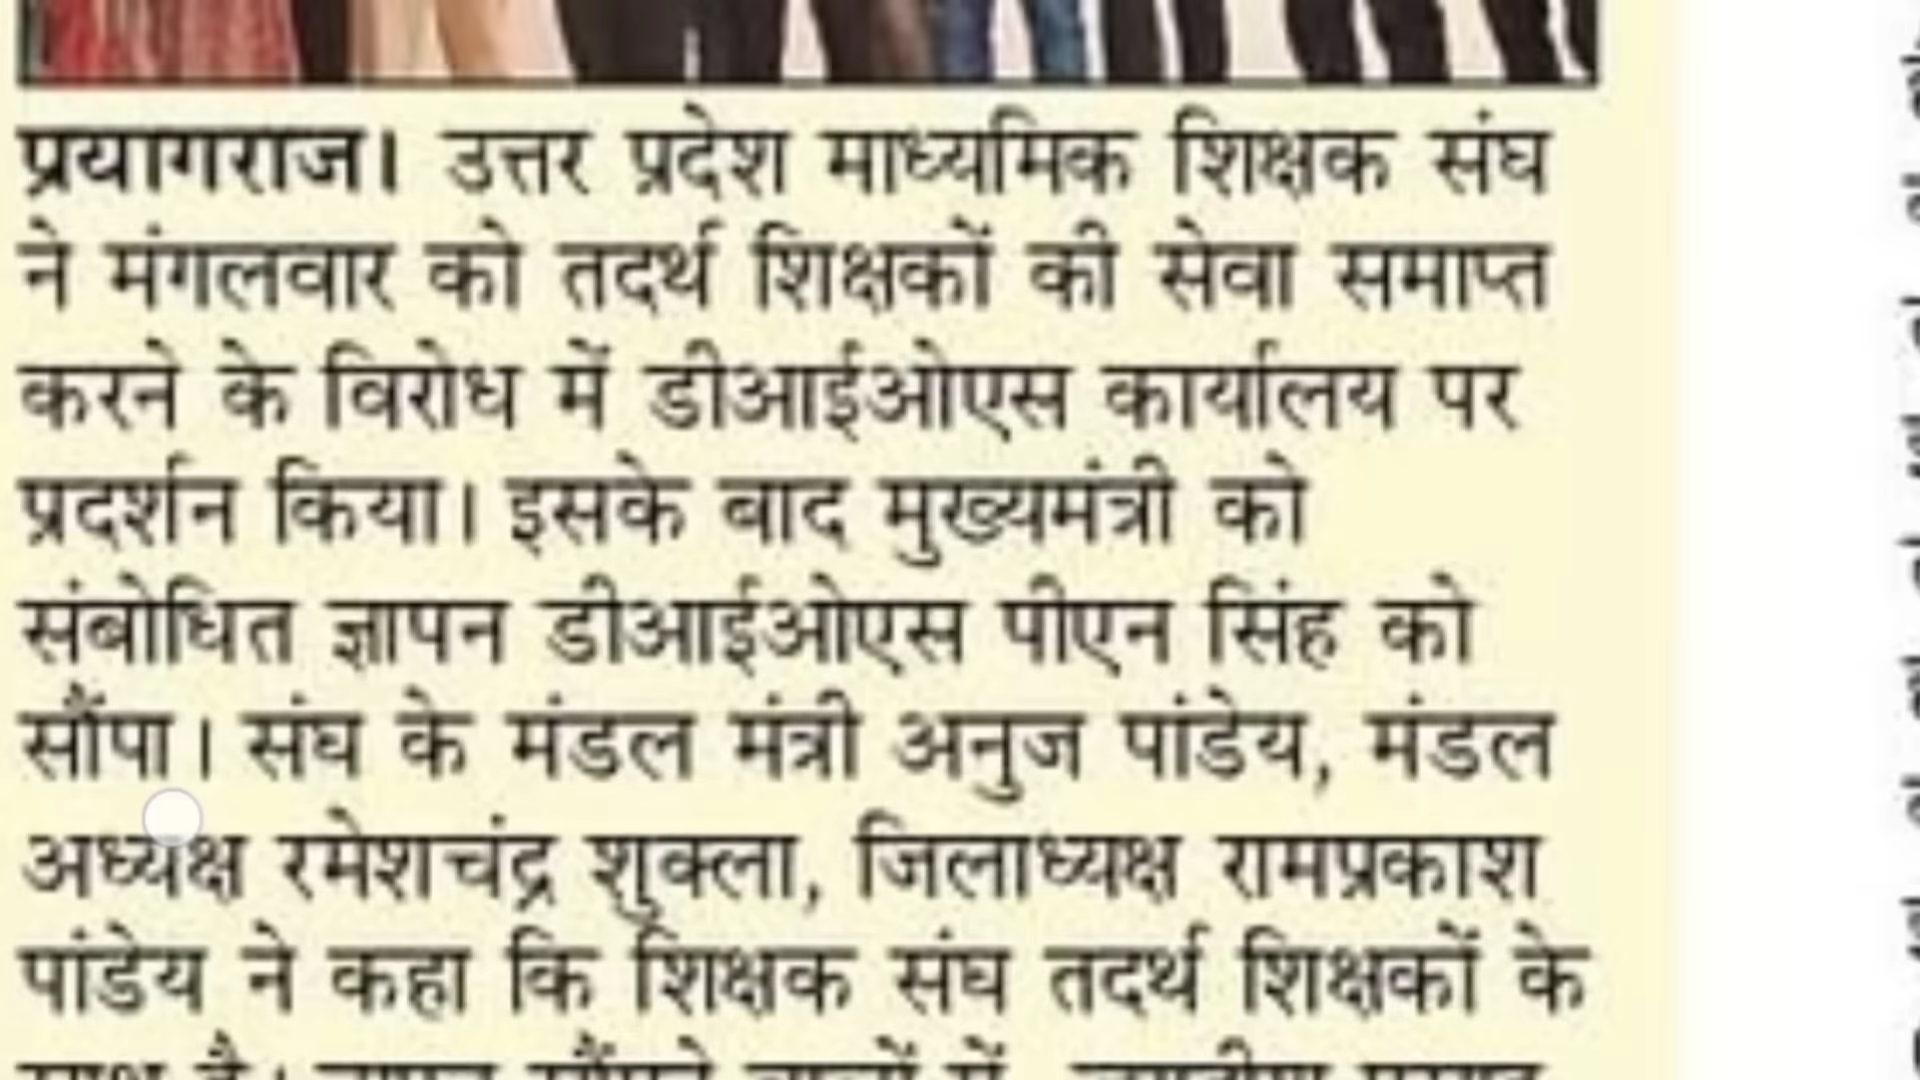 प्रयागराज। उत्तर प्रदेश माध्यमिक शिक्षक संघ
ने मंगलवार को तदर्थ शिक्षकों की सेवा समाप्त
करने के विरोध में डीआईओएस कार्यालय पर
प्रदर्शन किया। इसके बाद मुख्यमंत्री को
संबोधित ज्ञापन डीआईओएस पीएन सिंह को
सौंपा। संघ के मंडल मंत्री अनुज पांडेय, मंडल
अध्यक्ष रमेशचंद्र शुक्ला, जिलाध्यक्ष रामप्रकाश
पांडेय ने कहा कि शिक्षक संघ तदर्थ शिक्षकों के